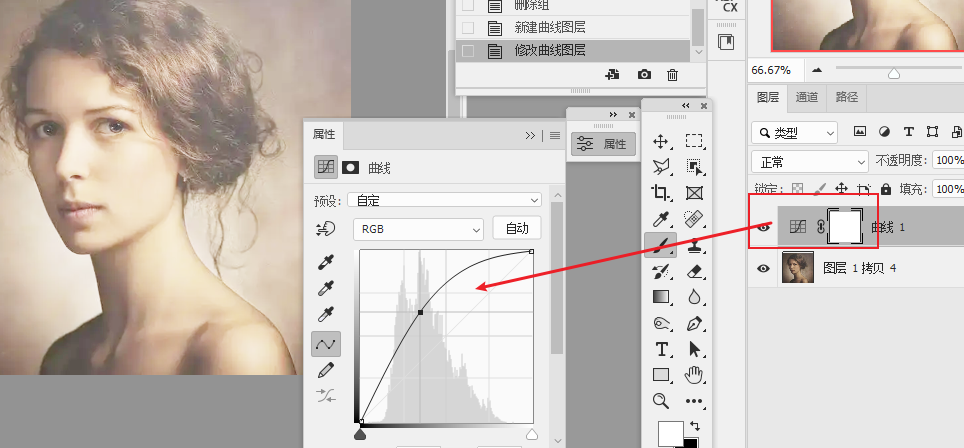 删除组
新建曲线图层
修改曲线图层
CX
66.67%
图层 通道 路径
类型
正常
不透明度: 100%
锁定: 填充: 100%
曲线 1
图层 1 拷贝 4
属性
属性
曲线
预设: 自定
RGB
自动
T
T